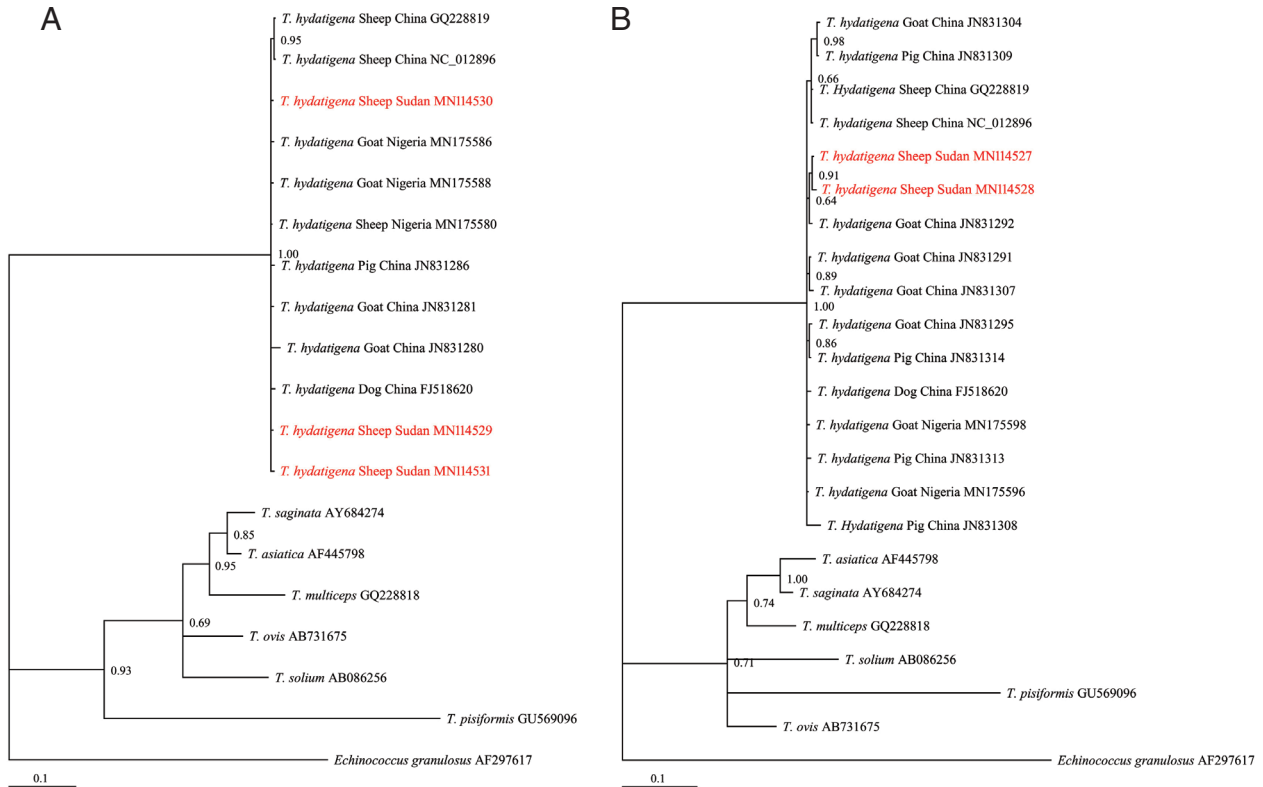 A
T. hydatigena Sheep China GQ228819
0.95
T. hydatigena Sheep China NC_012896
T. hydatigena Sheep Sudan MN114530
T. hydatigena Goat Nigeria MN175586
T. hydatigena Goat Nigeria MN175588
T. hydatigena Sheep Nigeria MN175580
1.00
T. hydatigena Pig China JN831286
T. hydatigena Goat China JN831281
T. hydatigena Goat China JN831280
T. hydatigena Dog China FJ518620
T. hydatigena Sheep Sudan MN114529
T. hydatigena Sheep Sudan MN114531
T. saginata AY684274
0.85
T. asiatica AF445798
0.95
T. multiceps GQ228818
0.69
T. ovis AB731675
0.93
T. solium AB086256
T. pisiformis GU569096
Echinococcus granulosus AF297617
0.1
B
T. hydatigena Goat China JN831304
0.98
T. hydatigena Pig China JN831309
0.66
T. Hydatigena Sheep China GQ228819
T. hydatigena Sheep China NC_012896
T. hydatigena Sheep Sudan MN114527
0.91
T. hydatigena Sheep Sudan MN114528
0.64
T. hydatigena Goat China JN831292
T. hydatigena Goat China JN831291
0.89
T. hydatigena Goat China JN831307
1.00
T. hydatigena Goat China JN831295
0.86
T. hydatigena Pig China JN831314
T. hydatigena Dog China FJ518620
T. hydatigena Goat Nigeria MN175598
T. hydatigena Pig China JN831313
T. hydatigena Goat Nigeria MN175596
T. Hydatigena Pig China JN831308
T. asiatica AF445798
1.00
T. saginata AY684274
0.74
T. multiceps GQ228818
0.71
T. solium AB086256
T. pisiformis GU569096
T. ovis AB731675
Echinococcus granulosus AF297617
0.1